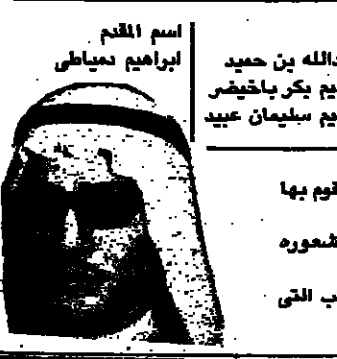 اسم المقدم
ابراهيم دمياطى
دالله بن حميد
يم بكر باخيضر
يم سليمان عبيد
قوم بها
شعوره
ب التى